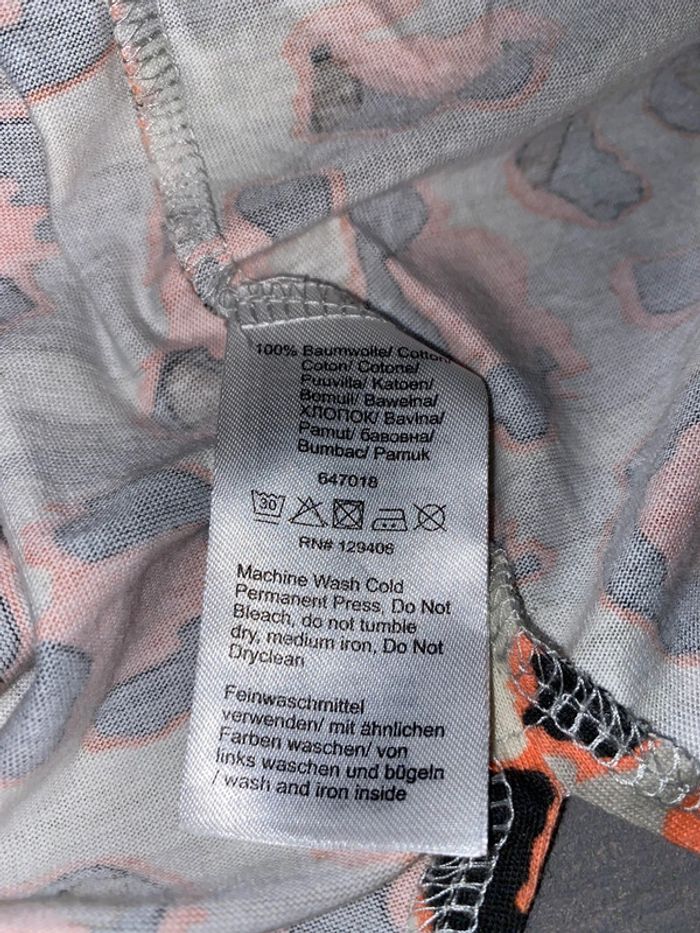 100% Baumwolle/ Cotton/
Coton/ Cotone/
Puuvilla/ Katoen/
Bomull/ Bawełna/
ХЛОПОК/ Bavlna/
Pamut/ бавовна/
Bumbac/ Pamuk
647018
30
RN# 129406
Machine Wash Cold
Permanent Press, Do Not
Bleach, do not tumble
dry, medium iron, Do Not
Dryclean
Feinwaschmittel
verwenden/ mit ähnlichen
Farben waschen/ von
links waschen und bügeln
/ wash and iron inside